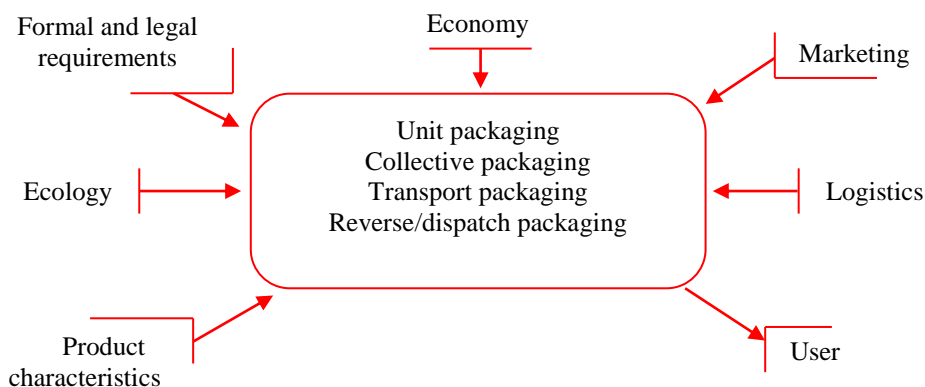 Formal and legal
requirements
Economy
Marketing
Unit packaging
Collective packaging
Transport packaging
Reverse/dispatch packaging
Ecology
Logistics
Product
characteristics
User